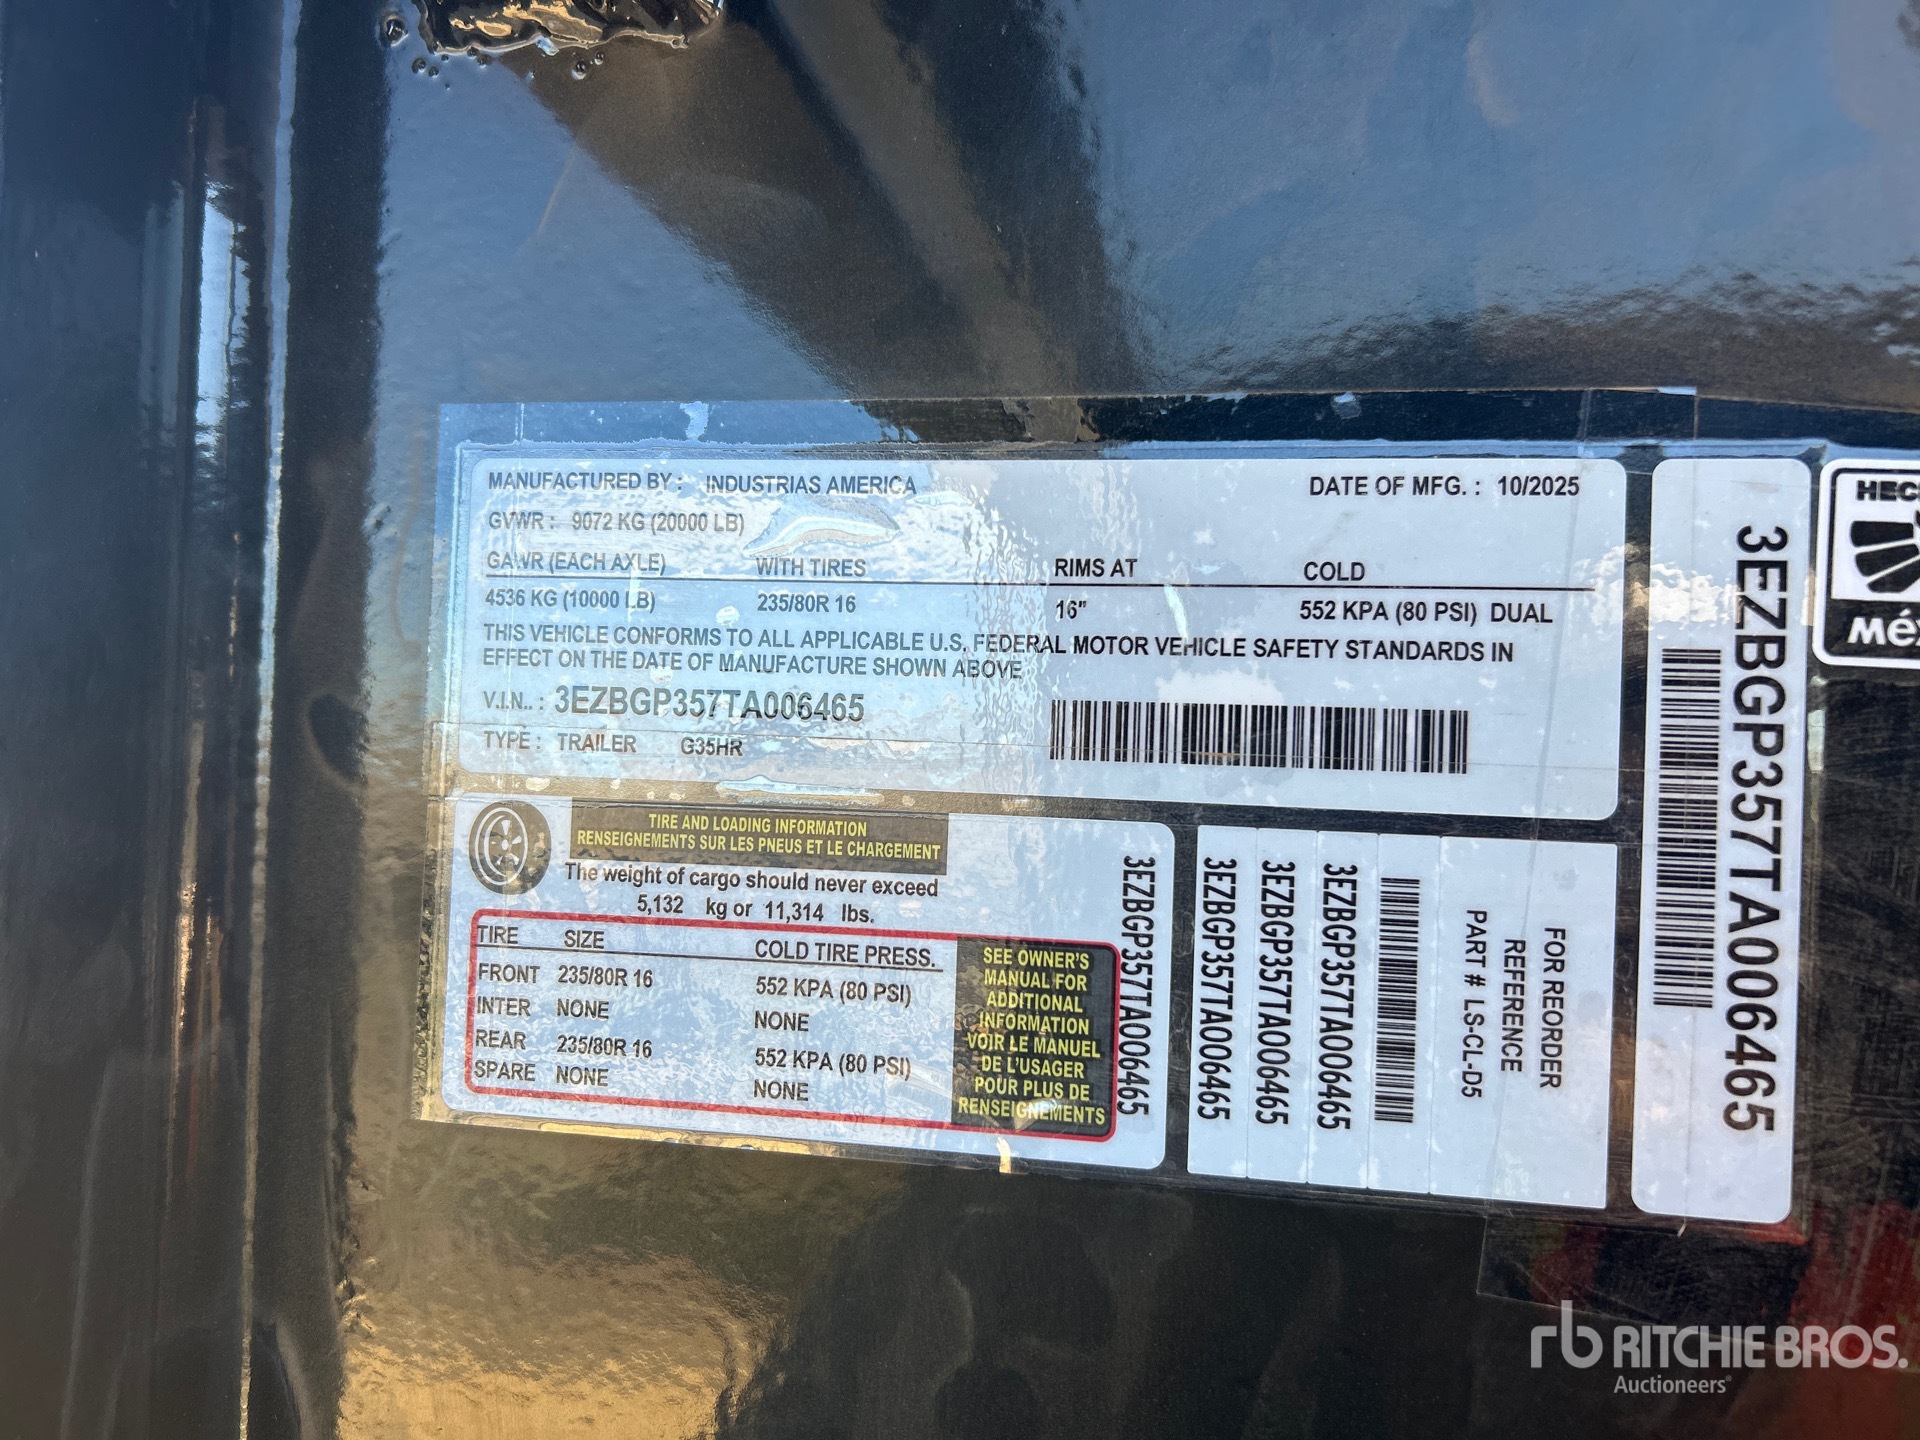 MANUFACTURED BY : INDUSTRIAS AMERICA DATE OF MFG. : 10/2025
GVWR : 9072 KG (20000 LB)
GAWR (EACH AXLE) WITH TIRES RIMS AT COLD
4536 KG (10000 LB) 235/80R 16 16" 552 KPA (80 PSI) DUAL
THIS VEHICLE CONFORMS TO ALL APPLICABLE U.S. FEDERAL MOTOR VEHICLE SAFETY STANDARDS IN
EFFECT ON THE DATE OF MANUFACTURE SHOWN ABOVE
V.I.N.. : 3EZBGP357TA006465
TYPE : TRAILER G35HR
TIRE AND LOADING INFORMATION
RENSEIGNEMENTS SUR LES PNEUS ET LE CHARGEMENT
The weight of cargo should never exceed
5,132 kg or 11,314 lbs.
TIRE SIZE COLD TIRE PRESS.
FRONT 235/80R 16 552 KPA (80 PSI)
INTER NONE NONE
REAR 235/80R 16 552 KPA (80 PSI)
SPARE NONE NONE
SEE OWNER'S
MANUAL FOR
ADDITIONAL
INFORMATION
VOIR LE MANUEL
DE L'USAGER
POUR PLUS DE
RENSEIGNEMENTS
3EZBGP357TA006465
3EZBGP357TA006465
3EZBGP357TA006465
3EZBGP357TA006465
FOR REORDER
REFERENCE
PART # LS-CL-D5
3EZBGP357TA006465
rb RITCHIE BROS.
Auctioneers